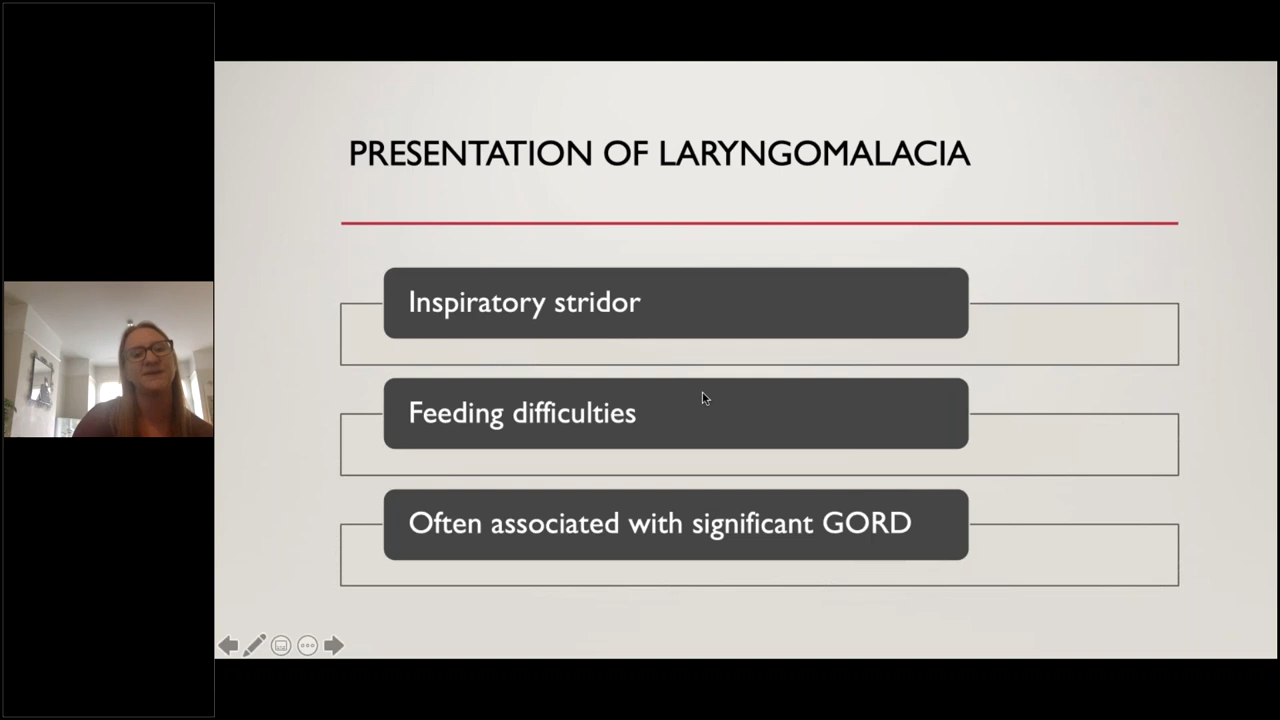 PRESENTATION OF LARYNGOMALACIA
Inspiratory stridor
Feeding difficulties
Often associated with significant GORD